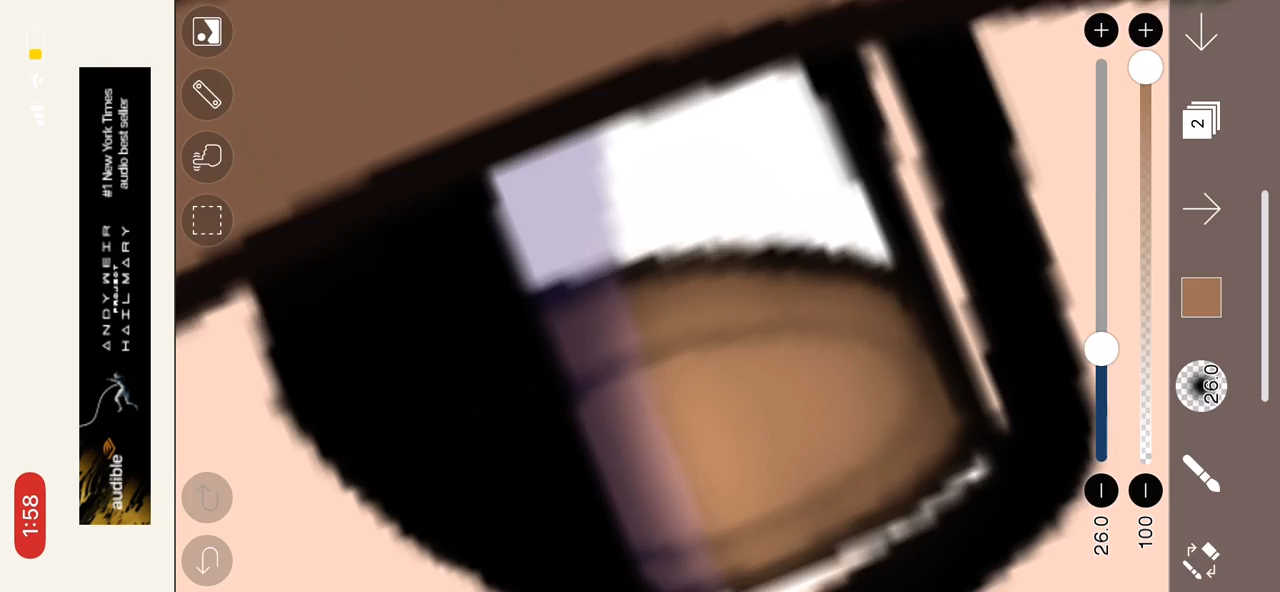 1:58
audible
ANDY WEIR
PROJECT
HAIL MARY
#1 New York Times
audio best seller
2
26.0
26.0
100